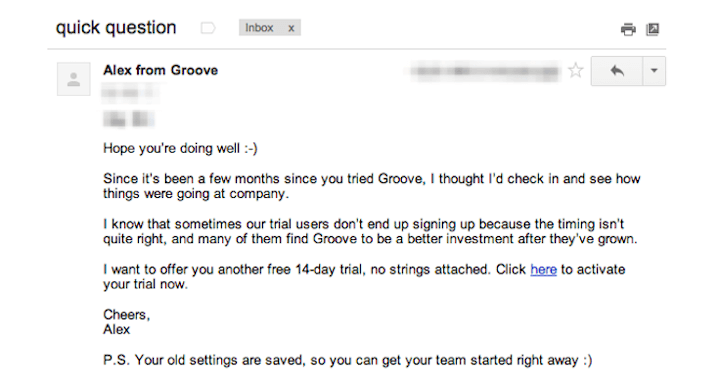 quick question
Inbox x
Alex from Groove
Hope you're doing well :-)
Since it's been a few months since you tried Groove, I thought I'd check in and see how
things were going at company.
I know that sometimes our trial users don't end up signing up because the timing isn't
quite right, and many of them find Groove to be a better investment after they've grown.
I want to offer you another free 14-day trial, no strings attached. Click here to activate
your trial now.
Cheers,
Alex
P.S. Your old settings are saved, so you can get your team started right away :)